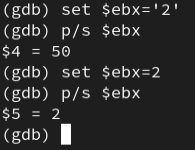 (gdb) set $ebx='2'
(gdb) p/s $ebx
$4 = 50
(gdb) set $ebx=2
(gdb) p/s $ebx
$5 = 2
(gdb)